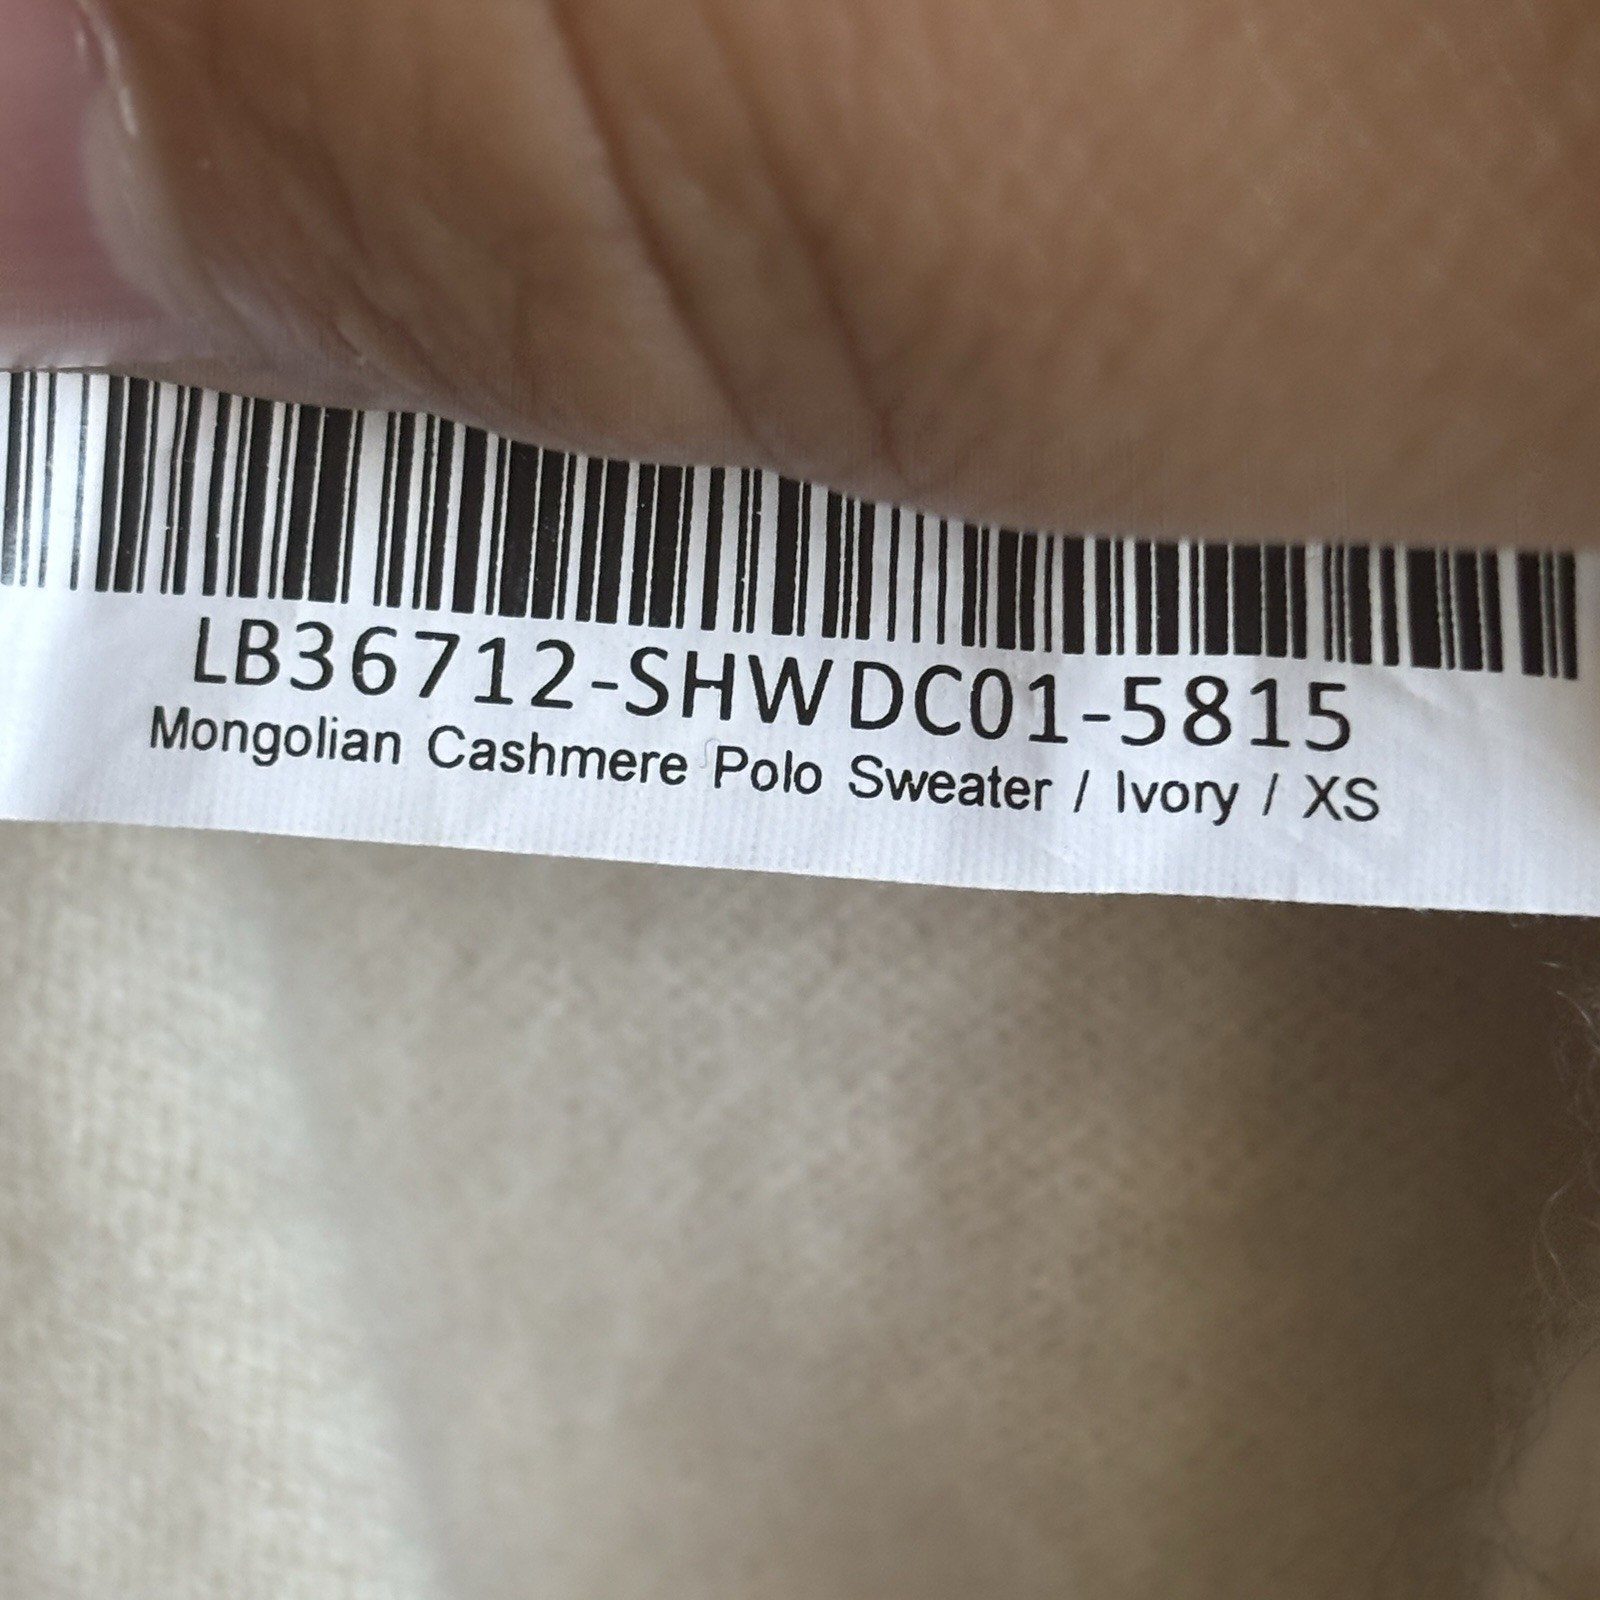 LB36712-SHWDC01-5815
Mongolian Cashmere Polo Sweater / Ivory / XS